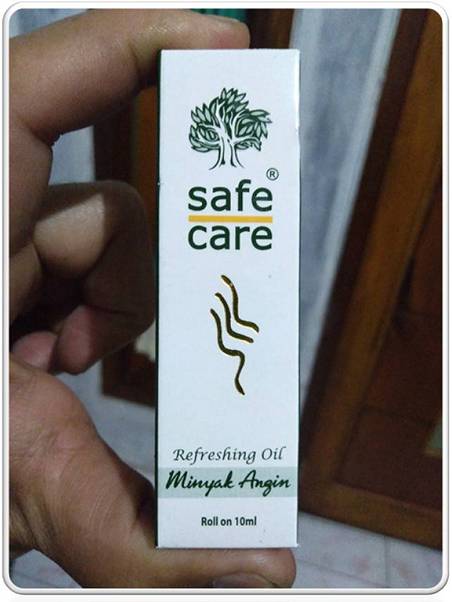 safe®
care
Refreshing Oil
Minyak Angin
Roll on 10ml